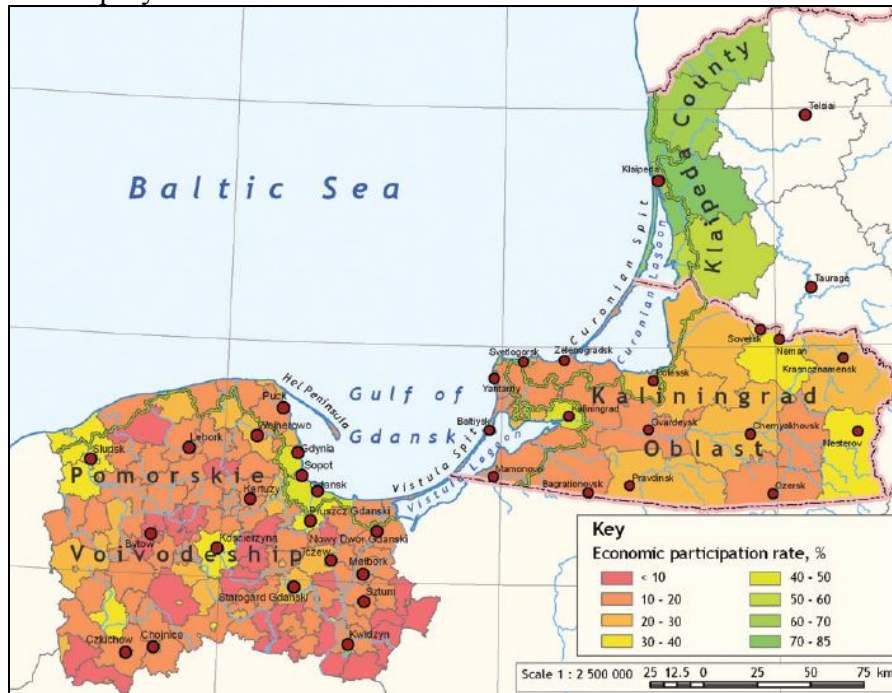 Baltic Sea
Klaipeda County
Telsiai
Klaipeda
Curonian Spit
Curonian Lagoon
Taurage
Sovetsk
Neman
Krasnoznamensk
Svetlogorsk
Zelenogradsk
Yantarny
Polessk
Hel Peninsula
Gulf of
Gdansk
Kaliningrad
Kaliningrad
Oblast
Baltiysk
Gvardeysk
Chernyakhovsk
Nesterov
Vistula Spit
Vistula Lagoon
Mamonovo
Bagrationovsk
Pravdinsk
Ozersk
Puck
Wejherowo
Lebork
Gdynia
Slupsk
Sopot
Pomorskie
Gdansk
Kartuzy
Pruszcz Gdanski
Bytow
Koscierzyna
Nowy Dwor Gdanski
Voivodeship
Tczew
Malbork
Starogard Gdanski
Sztum
Czluchow
Chojnice
Kwidzyn
Key
Economic participation rate, %
< 10
10 - 20
20 - 30
30 - 40
40 - 50
50 - 60
60 - 70
70 - 85
Scale 1 : 2 500 000
25 12.5 0 25 50 75 km